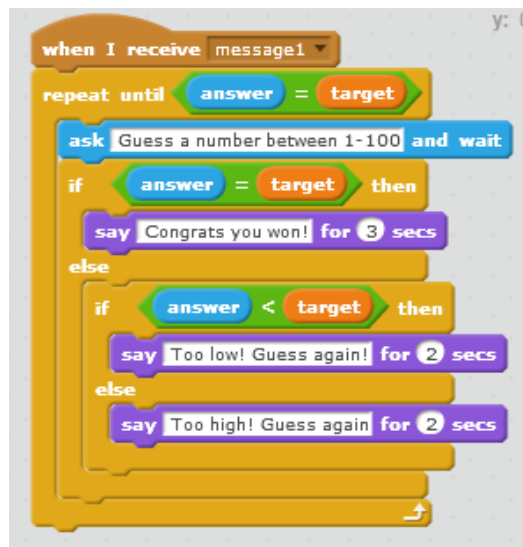 y: (
when I receive message1
repeat until answer = target
ask Guess a number between 1-100 and wait
if answer = target then
say Congrats you won! for 3 secs
else
if answer < target then
say Too low! Guess again! for 2 secs
else
say Too high! Guess again for 2 secs